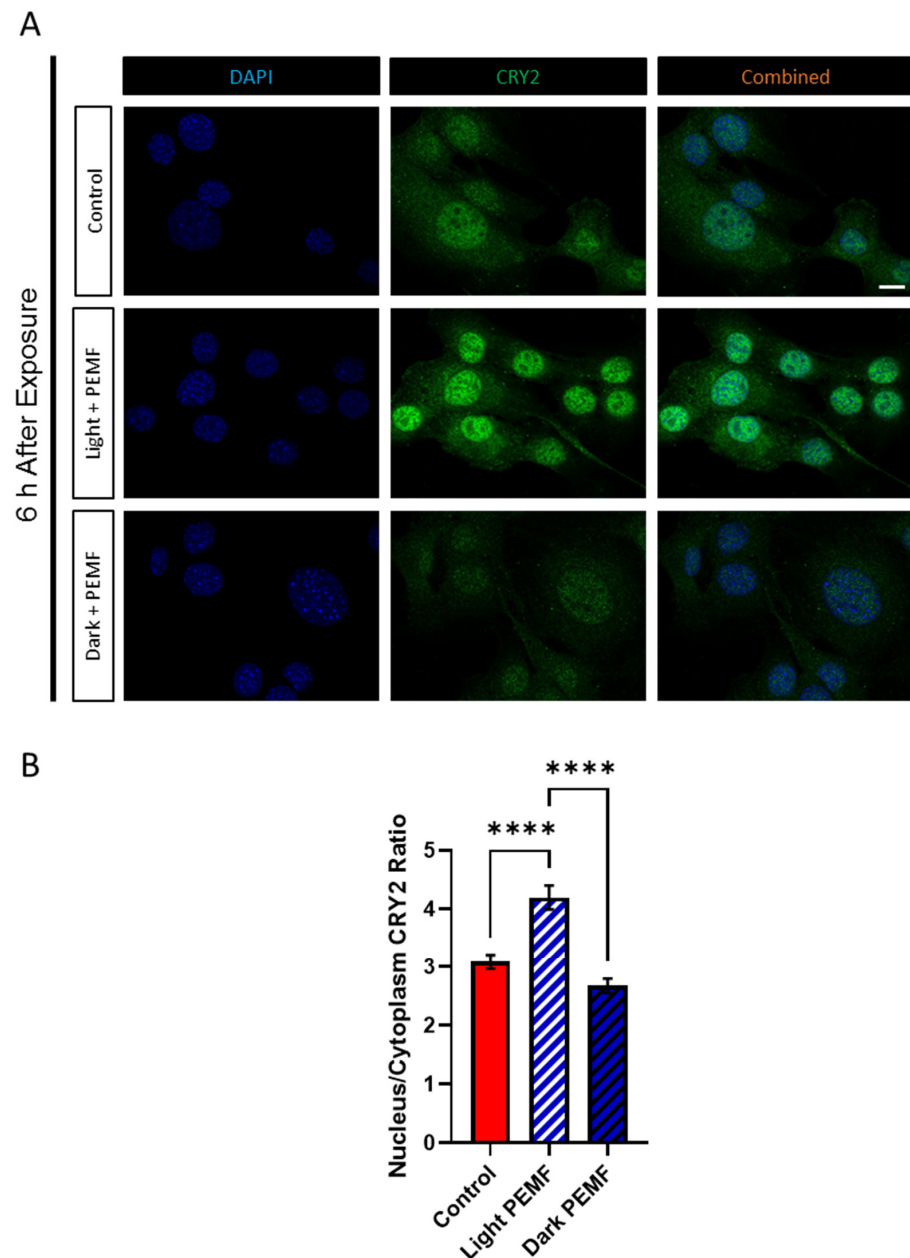 A
DAPI
CRY2
Combined
6 h After Exposure
Control
Light + PEMF
Dark + PEMF
B
****
****
Nucleus/Cytoplasm CRY2 Ratio
5
4
3
2
1
0
Control
Light PEMF
Dark PEMF